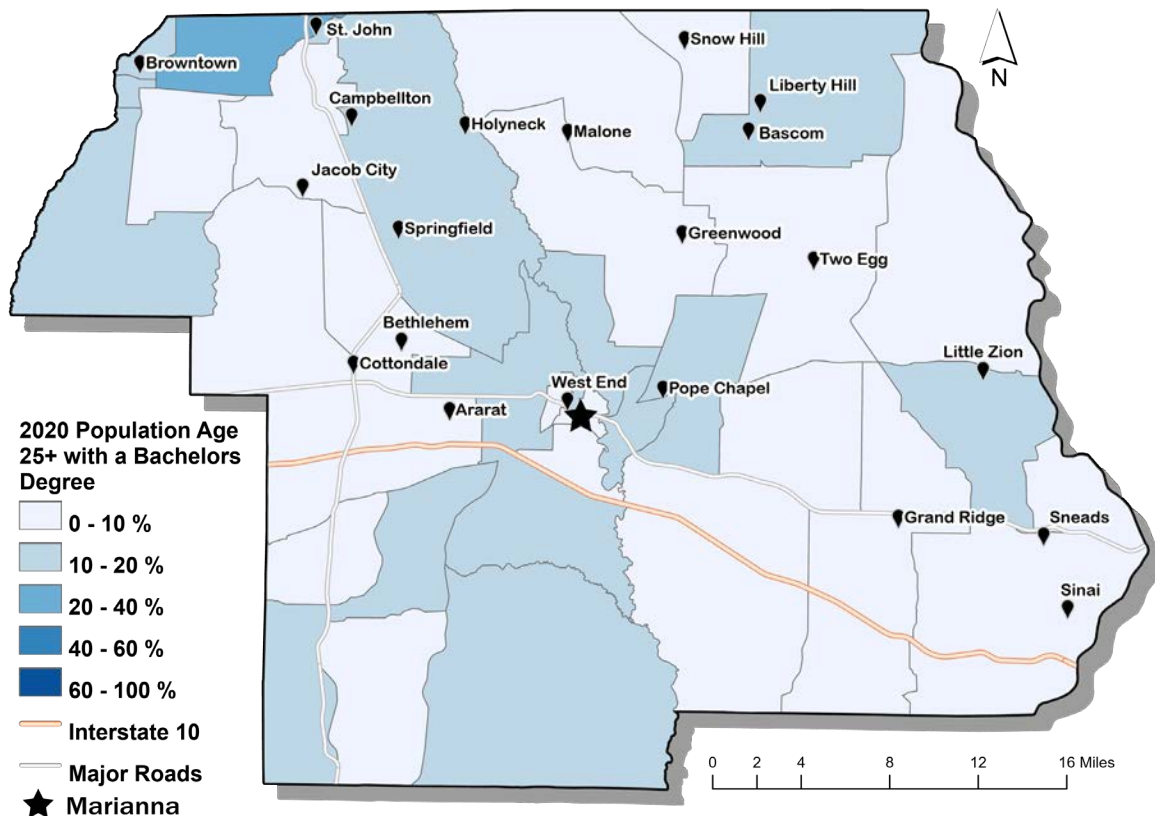 St. John
Browntown
Snow Hill
N
Liberty Hill
Campbellton
Holyneck
Malone
Bascom
Jacob City
Springfield
Greenwood
Two Egg
Bethlehem
Little Zion
Cottondale
West End
Pope Chapel
Ararat
2020 Population Age
25+ with a Bachelors
Degree
0 - 10 %
10 - 20 %
20 - 40 %
40 - 60 %
60 - 100 %
Interstate 10
Major Roads
Marianna
Grand Ridge
Sneads
Sinai
0 2 4 8 12 16 Miles